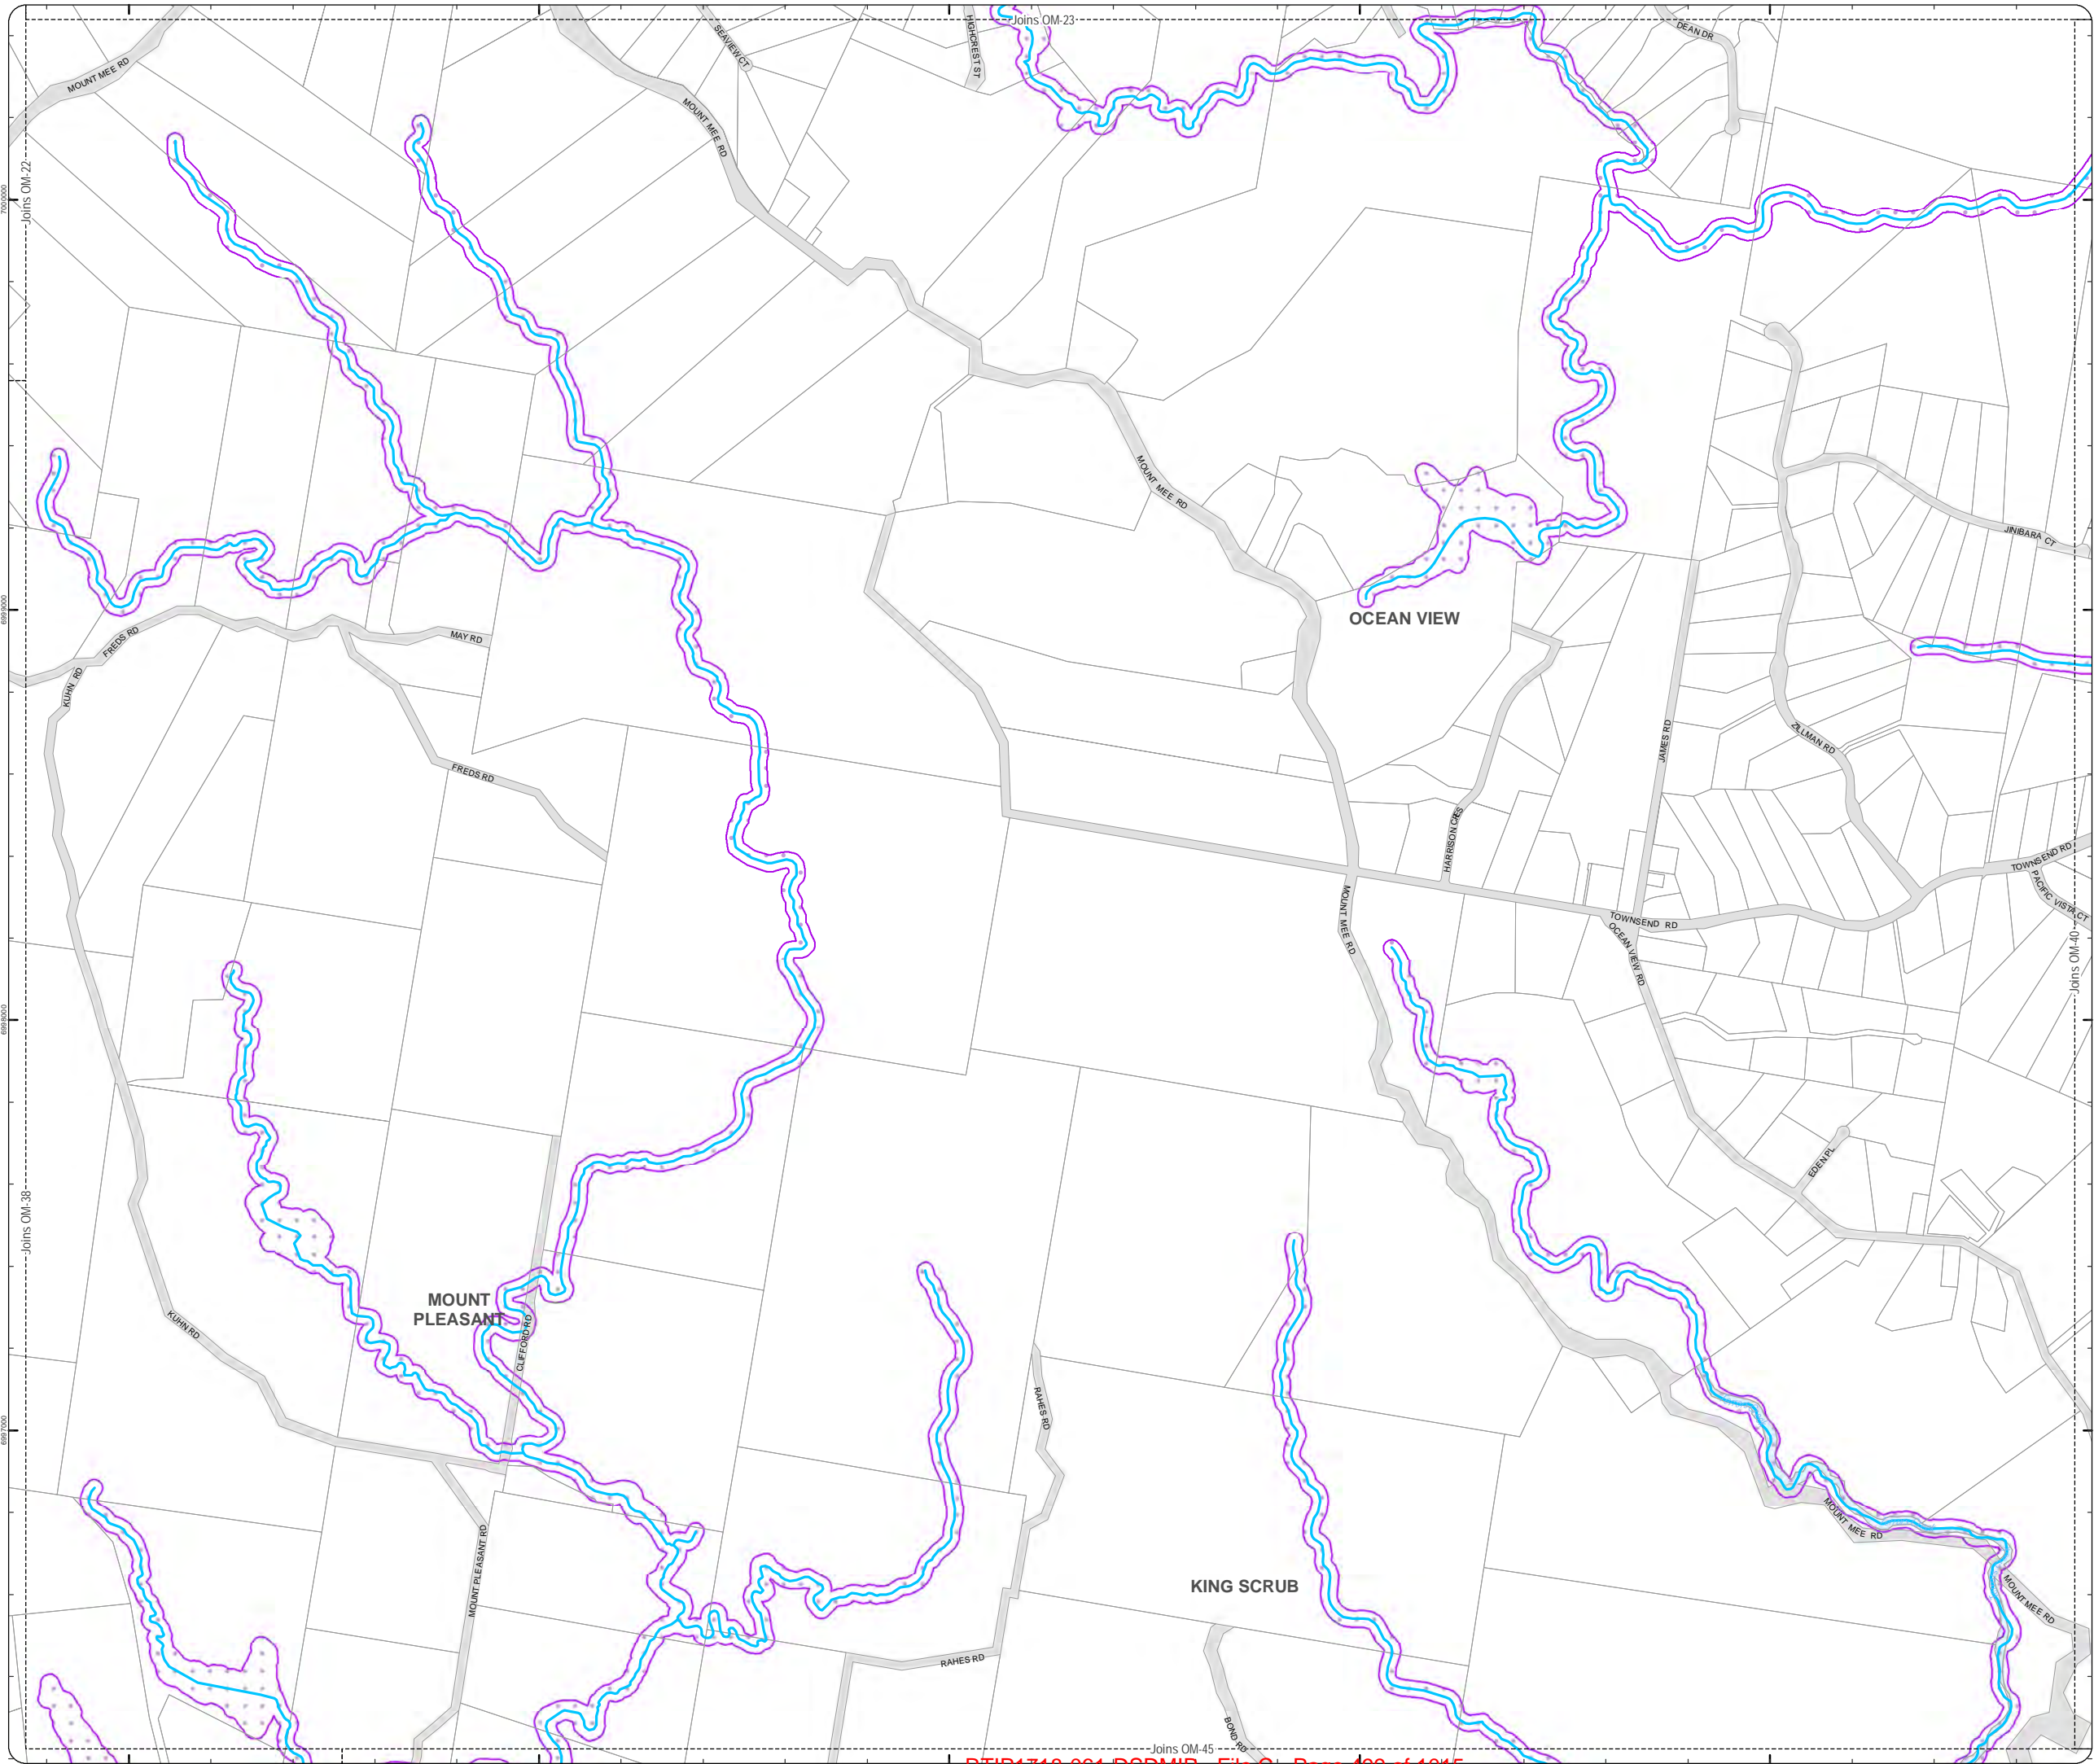 Joins OM-23
HIGHCREST ST
SEAVIEW CT
DEAN DR
MOUNT MEE RD
MOUNT MEE RD
Joins OM-22
7000000
MOUNT MEE RD
JINIBARA CT
6999000
OCEAN VIEW
FREDS RD
MAY RD
KUHN RD
JAMES RD
ZILLMAN RD
FREDS RD
HARRISON CRES
TOWNSEND RD
PACIFIC VISTA CT
MOUNT MEE RD
TOWNSEND RD
OCEAN VIEW RD
Joins OM-40
6998000
EDEN PL
Joins OM-38
MOUNT
PLEASANT
KUHN RD
CLIFFORD RD
RAHES RD
6997000
MOUNT MEE RD
MOUNT PLEASANT RD
KING SCRUB
MOUNT MEE RD
RAHES RD
BOND RD
Joins OM-45